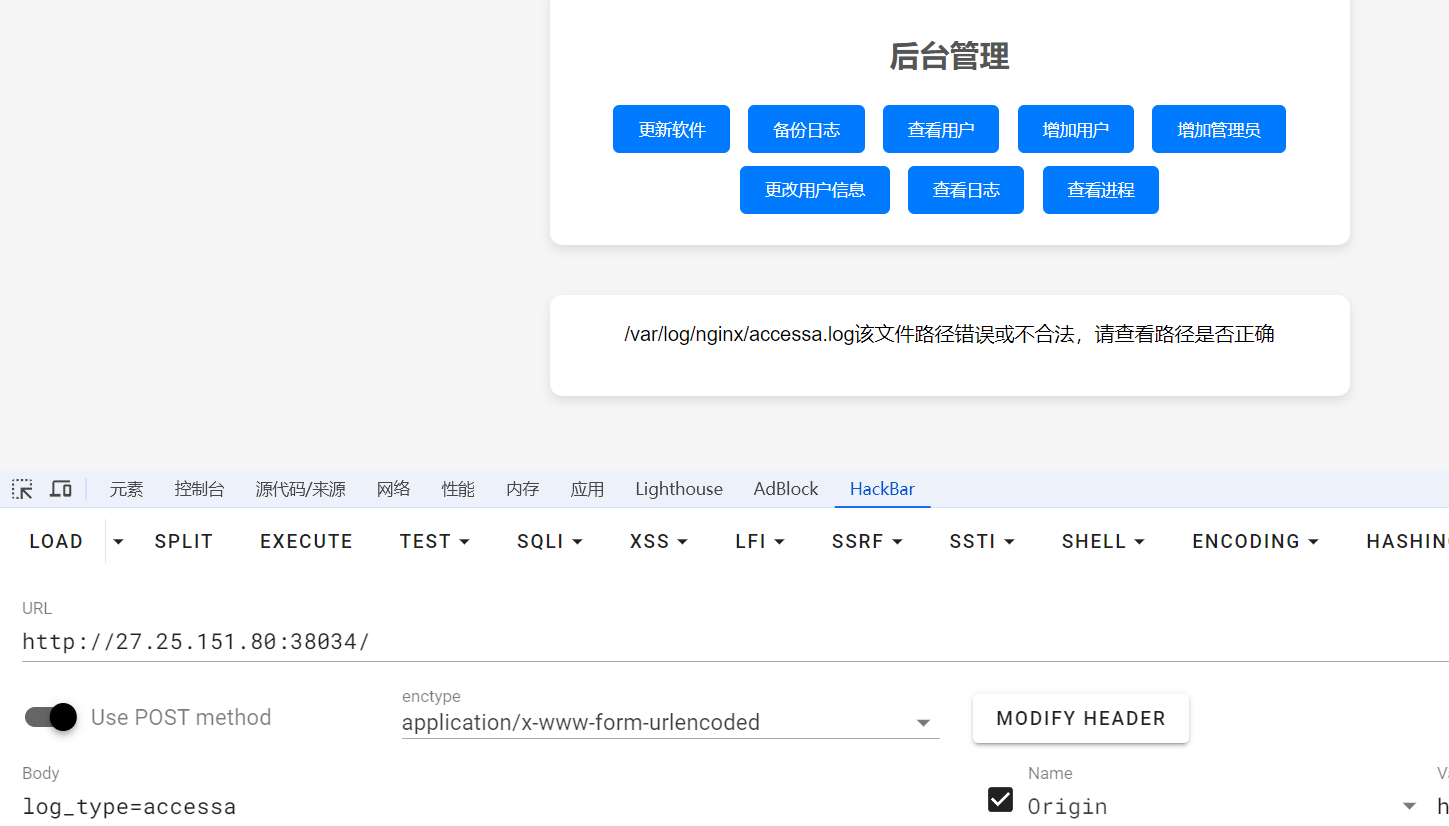 后台管理
更新软件 备份日志 查看用户 增加用户 增加管理员
更改用户信息 查看日志 查看进程
/var/log/nginx/accessa.log该文件路径错误或不合法，请查看路径是否正确
元素 控制台 源代码/来源 网络 性能 内存 应用 Lighthouse AdBlock HackBar
LOAD SPLIT EXECUTE TEST SQLI XSS LFI SSRF SSTI SHELL ENCODING HASHIN
URL
http://27.25.151.80:38034/
Use POST method
enctype
application/x-www-form-urlencoded
MODIFY HEADER
Body
log_type=accessa
Name
Origin